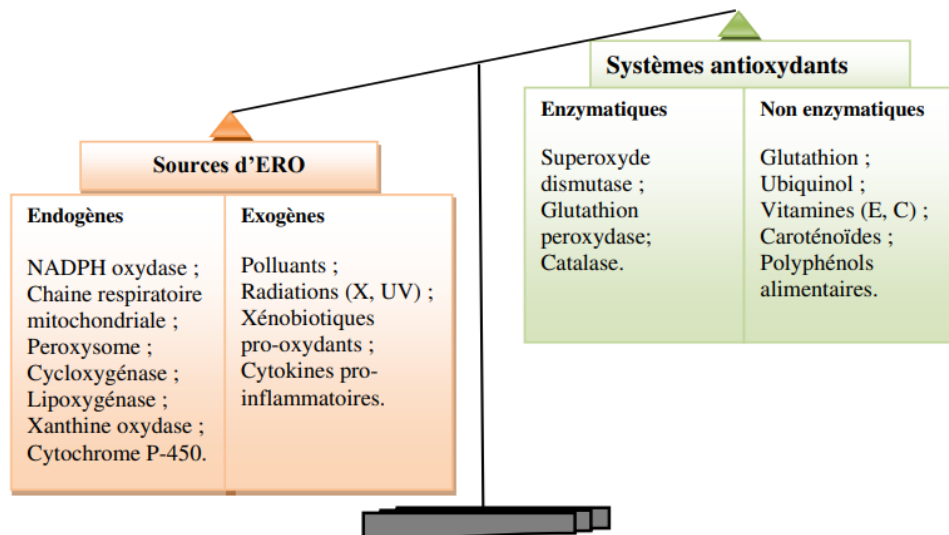 Sources d'ERO
Endogènes
NADPH oxydase ;
Chaine respiratoire
mitochondriale ;
Peroxysome ;
Cycloxygénase ;
Lipoxygénase ;
Xanthine oxydase ;
Cytochrome P-450.
Exogènes
Polluants ;
Radiations (X, UV) ;
Xénobiotiques
pro-oxydants ;
Cytokines pro-
inflammatoires.
Systèmes antioxydants
Enzymatiques
Superoxyde
dismutase ;
Glutathion
peroxydase;
Catalase.
Non enzymatiques
Glutathion ;
Ubiquinol ;
Vitamines (E, C) ;
Caroténoïdes ;
Polyphénols
alimentaires.